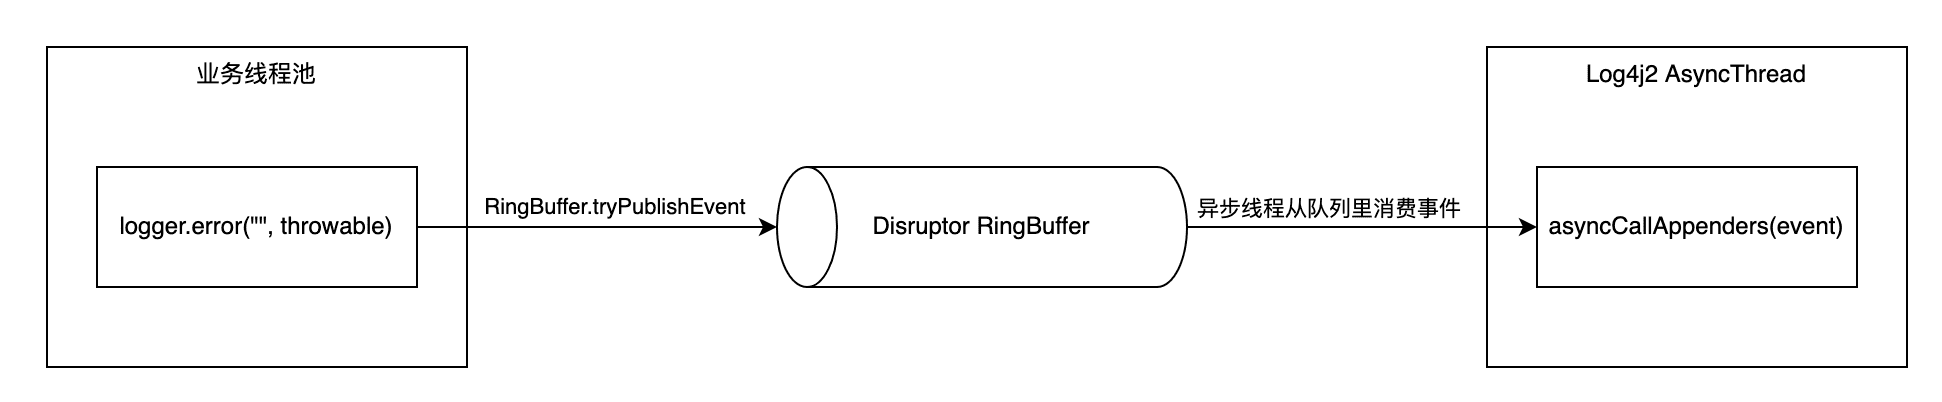 业务线程池
logger.error("", throwable)
RingBuffer.tryPublishEvent
Disruptor RingBuffer
异步线程从队列里消费事件
Log4j2 AsyncThread
asyncCallAppenders(event)